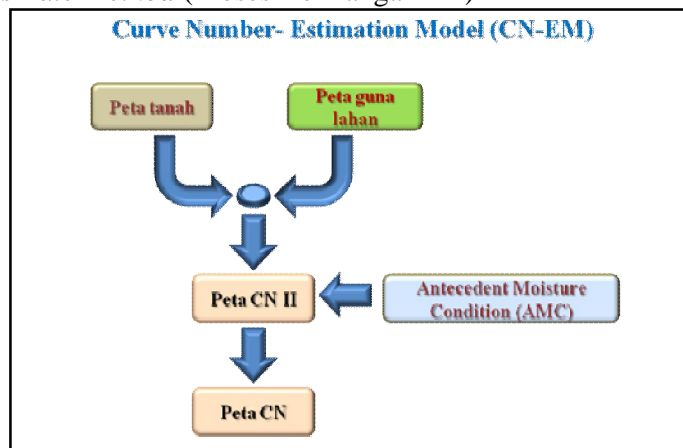 Curve Number- Estimation Model (CN-EM)
Peta tanah
Peta guna
lahan
Peta CN II
Antecedent Moisture
Condition (AMC)
Peta CN